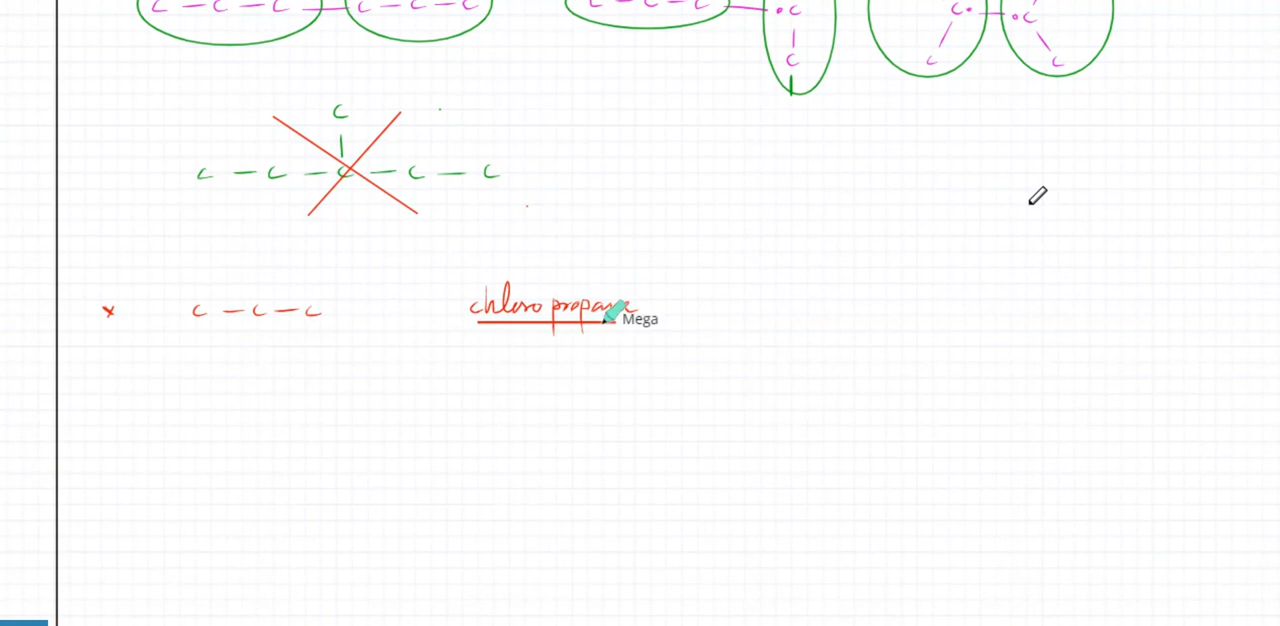 C — C — C — C — C — C
C — C — C — C
C
C — C
C C
C
C — C — C — C — C
× C — C — C chloro propane
Mega